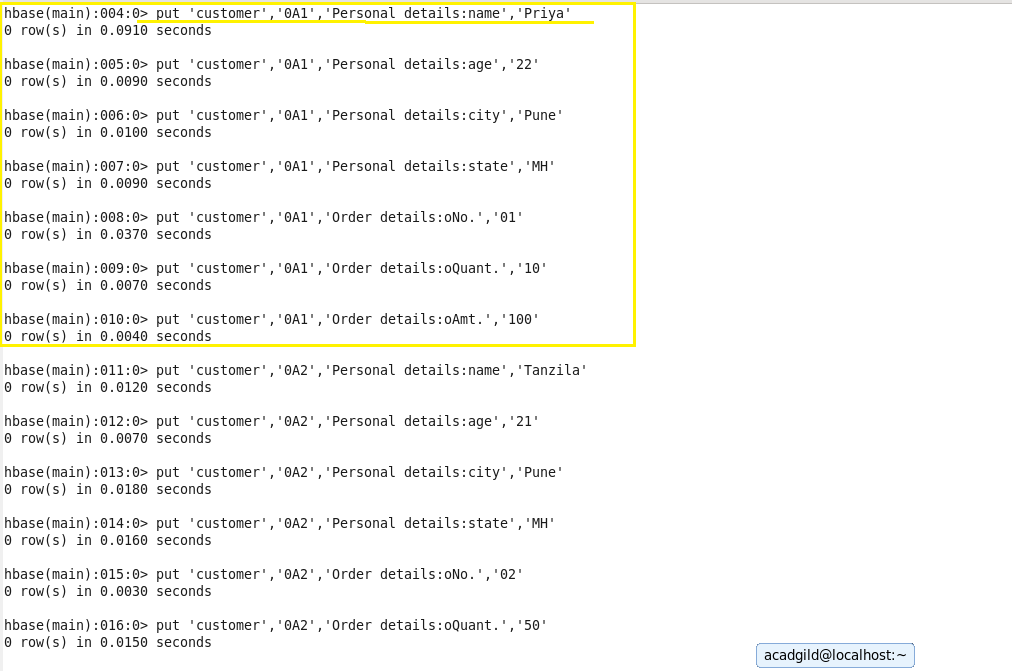 hbase(main):004:0> put 'customer','0A1','Personal details:name','Priya'
0 row(s) in 0.0910 seconds
hbase(main):005:0> put 'customer','0A1','Personal details:age','22'
0 row(s) in 0.0090 seconds
hbase(main):006:0> put 'customer','0A1','Personal details:city','Pune'
0 row(s) in 0.0100 seconds
hbase(main):007:0> put 'customer','0A1','Personal details:state','MH'
0 row(s) in 0.0090 seconds
hbase(main):008:0> put 'customer','0A1','Order details:oNo.','01'
0 row(s) in 0.0370 seconds
hbase(main):009:0> put 'customer','0A1','Order details:oQuant.','10'
0 row(s) in 0.0070 seconds
hbase(main):010:0> put 'customer','0A1','Order details:oAmt.','100'
0 row(s) in 0.0040 seconds
hbase(main):011:0> put 'customer','0A2','Personal details:name','Tanzila'
0 row(s) in 0.0120 seconds
hbase(main):012:0> put 'customer','0A2','Personal details:age','21'
0 row(s) in 0.0070 seconds
hbase(main):013:0> put 'customer','0A2','Personal details:city','Pune'
0 row(s) in 0.0180 seconds
hbase(main):014:0> put 'customer','0A2','Personal details:state','MH'
0 row(s) in 0.0160 seconds
hbase(main):015:0> put 'customer','0A2','Order details:oNo.','02'
0 row(s) in 0.0030 seconds
hbase(main):016:0> put 'customer','0A2','Order details:oQuant.','50'
0 row(s) in 0.0150 seconds
acadgild@localhost:~